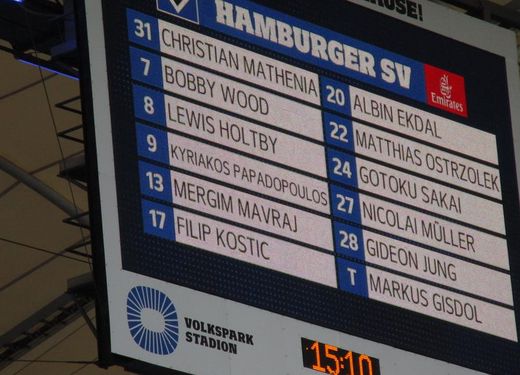 HAMBURGER SV
Emirates
31 CHRISTIAN MATHENIA
7 BOBBY WOOD
8 LEWIS HOLTBY
9 KYRIAKOS PAPADOPOULOS
13 MERGIM MAVRAJ
17 FILIP KOSTIC
20 ALBIN EKDAL
22 MATTHIAS OSTRZOLEK
24 GOTOKU SAKAI
27 NICOLAI MÜLLER
28 GIDEON JUNG
T MARKUS GISDOL
VOLKSPARK
STADION
15:10